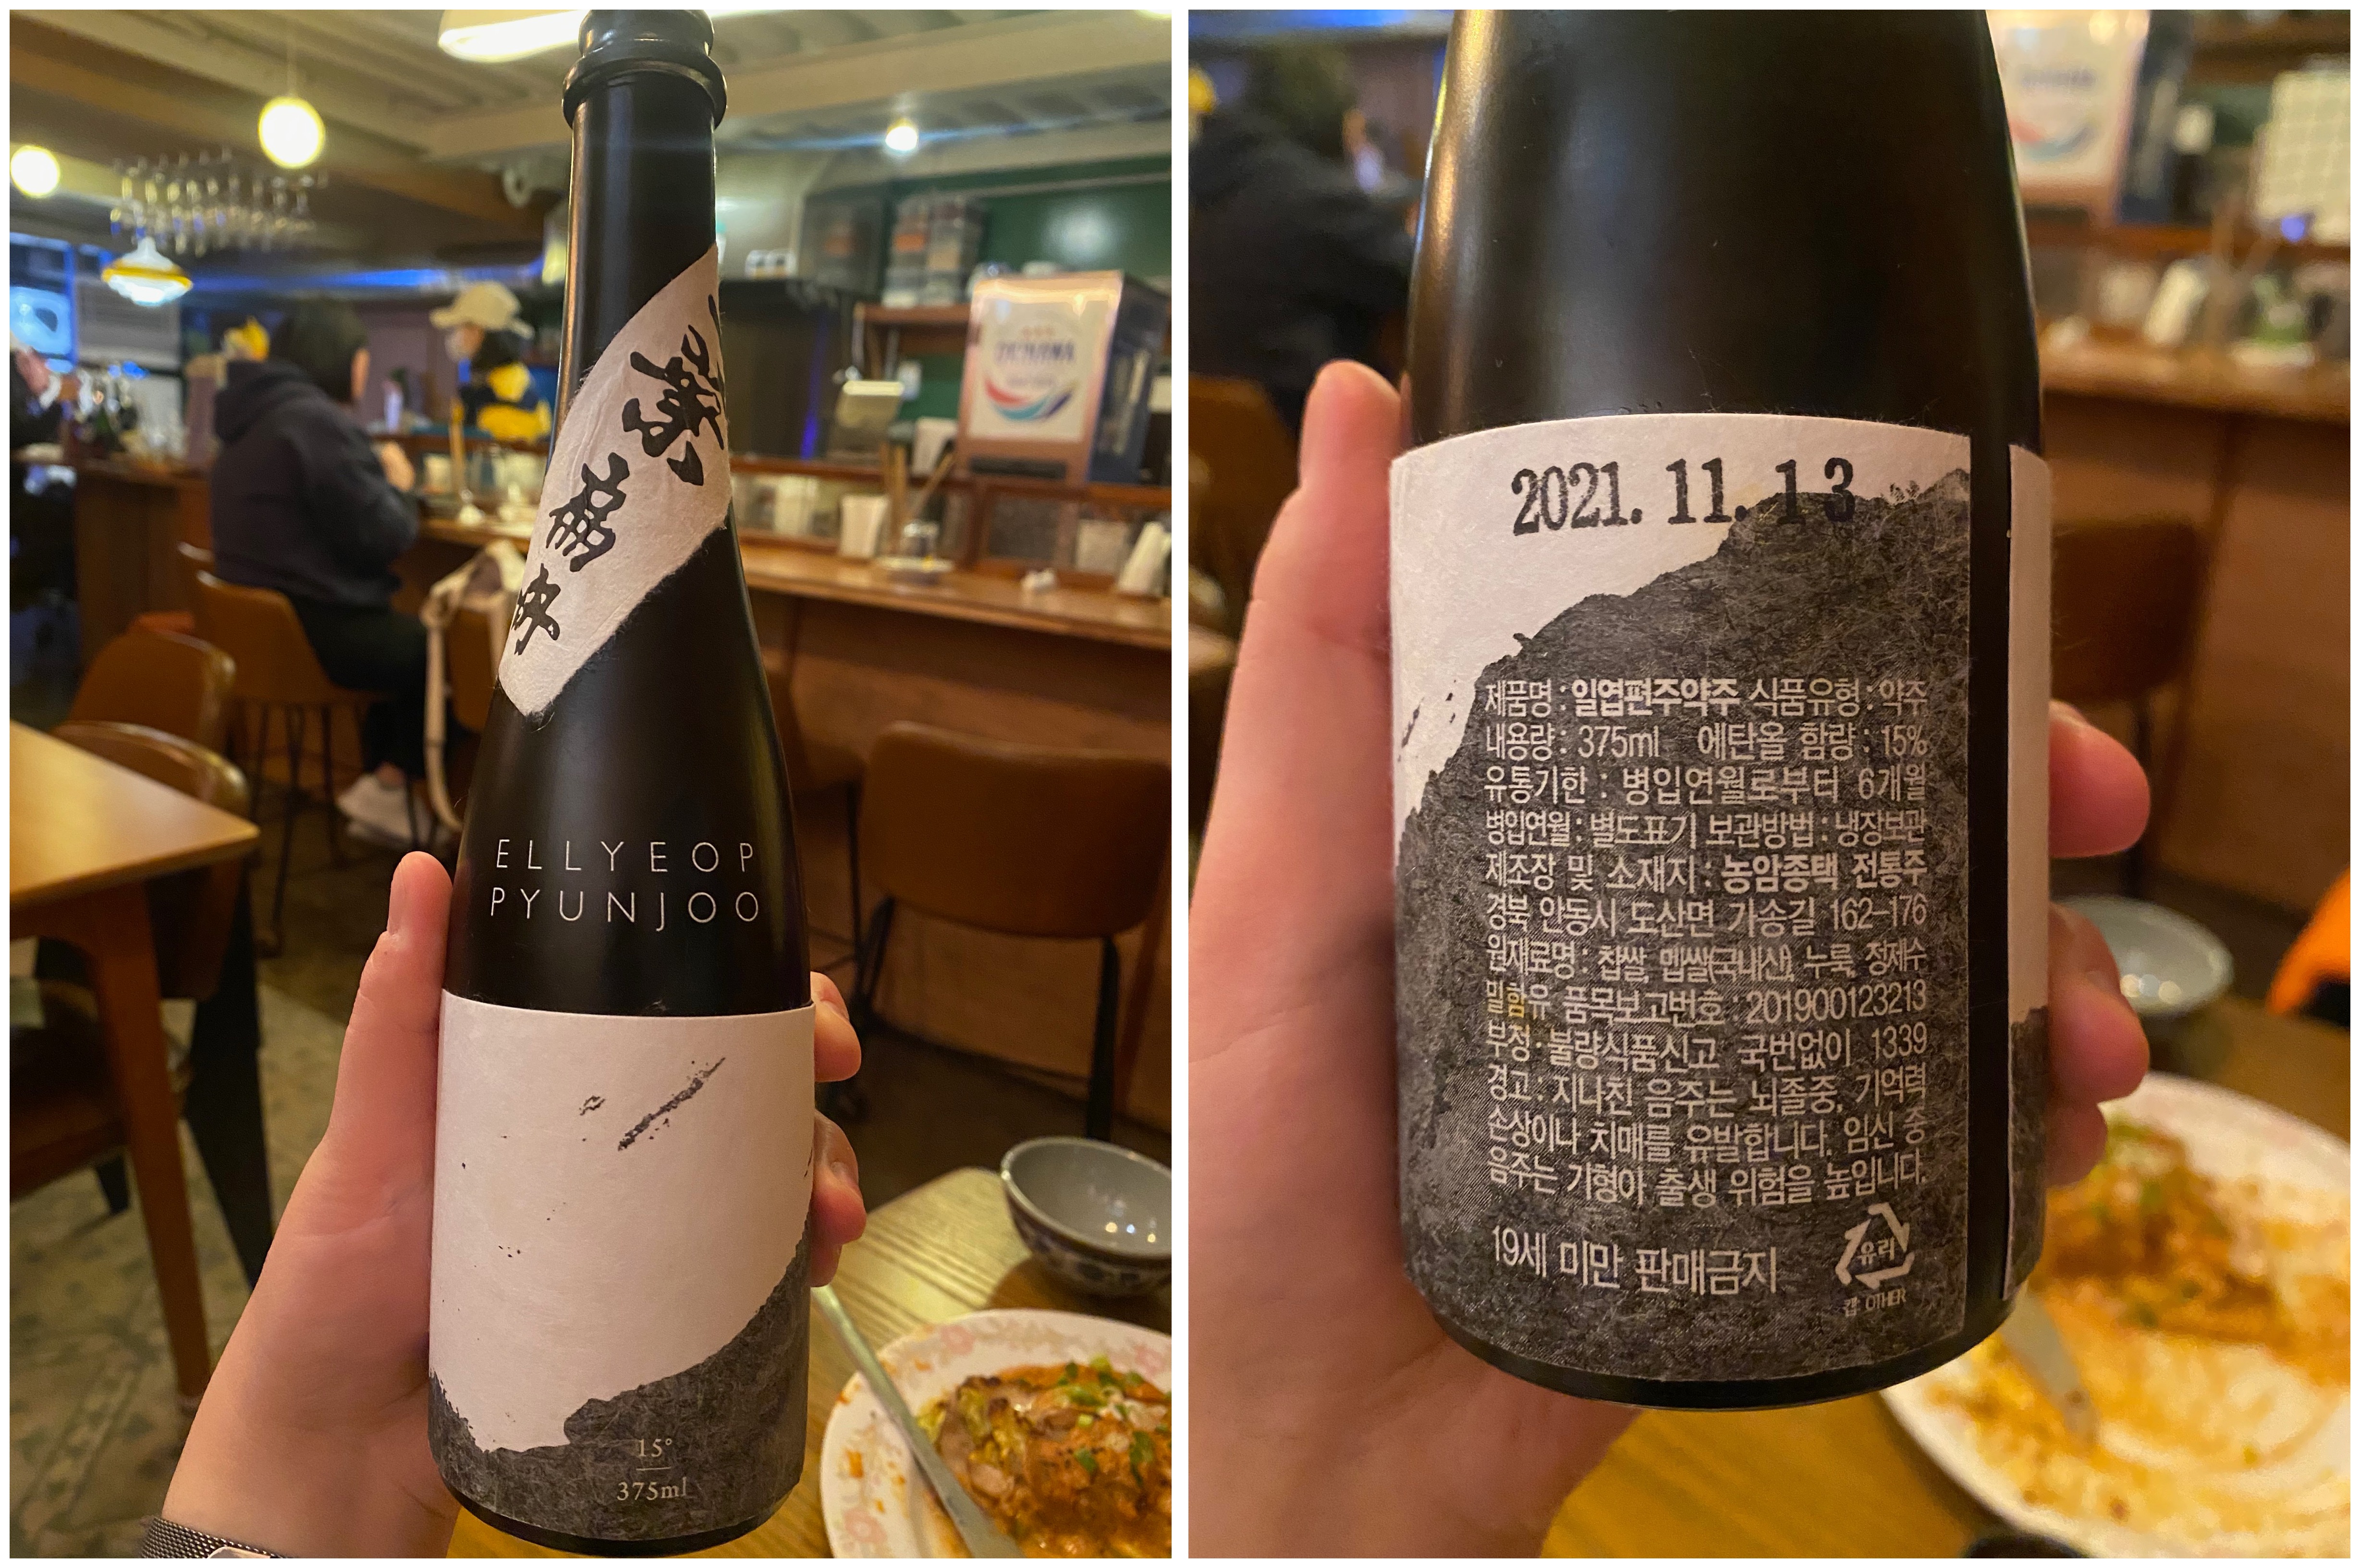 葉
扁
舟
ELLYEOP
PYUNJOO
15°
375ml
2021. 11. 13
제품명 : 일엽편주약주 식품유형 : 약주
내용량 : 375ml 에탄올 함량 : 15%
유통기한 : 병입연월로부터 6개월
병입연월 : 별도표기 보관방법 : 냉장보관
제조장 및 소재지 : 농암종택 전통주
경북 안동시 도산면 가송길 162-176
원재료명 : 찹쌀, 멥쌀(국내산), 누룩, 정제수
밀함유 품목보고번호 : 201900123213
부정·불량식품신고 국번없이 1339
경고 : 지나친 음주는 뇌졸중, 기억력
손상이나 치매를 유발합니다. 임신 중
음주는 기형아 출생 위험을 높입니다.
19세 미만 판매금지
유리
캡: OTHER